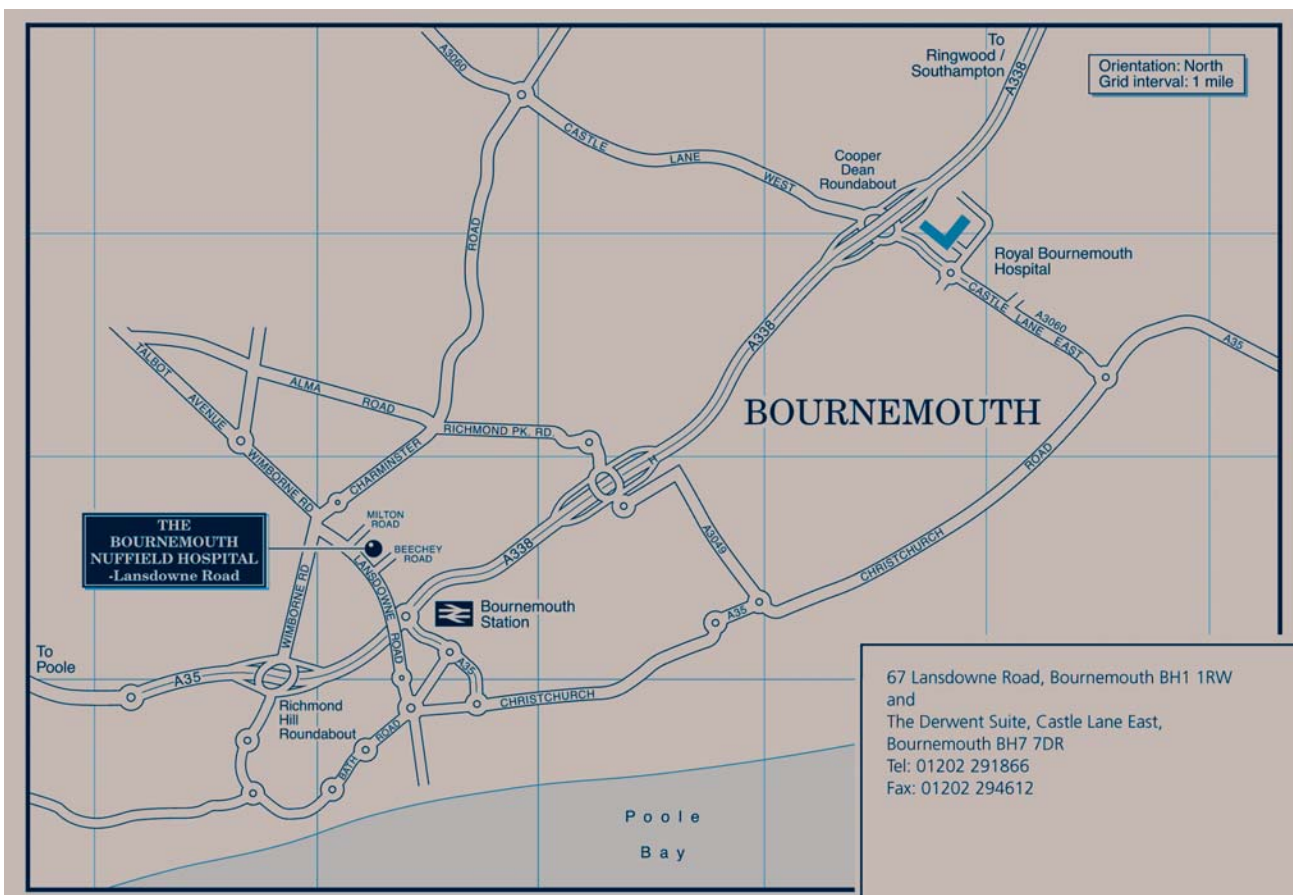 To
Ringwood /
Southampton
A338
Orientation: North
Grid interval: 1 mile
A3060
CASTLE LANE WEST
Cooper
Dean
Roundabout
ROAD
Royal Bournemouth
Hospital
CASTLE LANE EAST
A3060
A35
A338
TALBOT AVENUE
ALMA ROAD
BOURNEMOUTH
RICHMOND PK. RD.
CHARMINSTER
WIMBORNE RD
ROAD
MILTON
ROAD
THE
BOURNEMOUTH
NUFFIELD HOSPITAL
-Lansdowne Road
BEECHEY
ROAD
H
A338
A3049
CHRISTCHURCH
LANSDOWNE ROAD
WIMBORNE RD
Bournemouth
Station
A35
To
Poole
A35
A35
CHRISTCHURCH
Richmond
Hill
Roundabout
BATH ROAD
67 Lansdowne Road, Bournemouth BH1 1RW
and
The Derwent Suite, Castle Lane East,
Bournemouth BH7 7DR
Tel: 01202 291866
Fax: 01202 294612
Poole
Bay